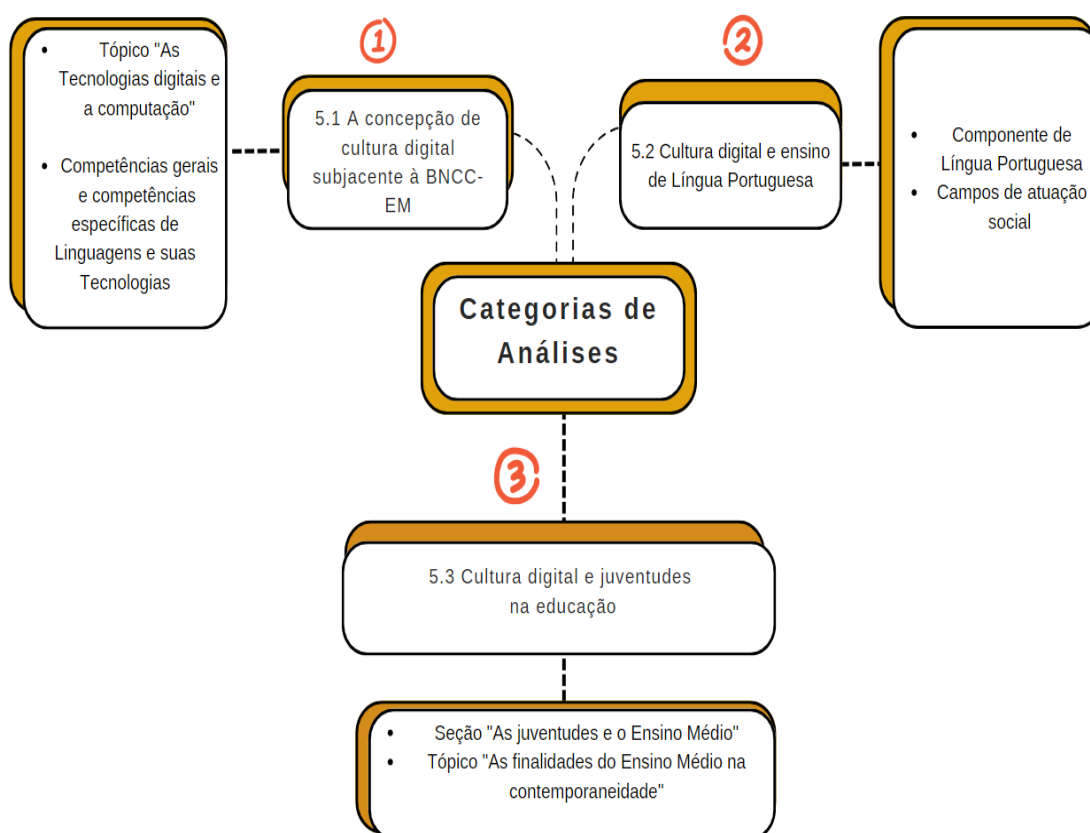 1
2
• Tópico "As
Tecnologias digitais e
a computação"
• Competências gerais
e competências
específicas de
Linguagens e suas
Tecnologias
5.1 A concepção de
cultura digital
subjacente à BNCC-
EM
5.2 Cultura digital e ensino
de Língua Portuguesa
• Componente de
Língua Portuguesa
• Campos de atuação
social
Categorias de
Análises
3
5.3 Cultura digital e juventudes
na educação
• Seção "As juventudes e o Ensino Médio"
• Tópico "As finalidades do Ensino Médio na
contemporaneidade"